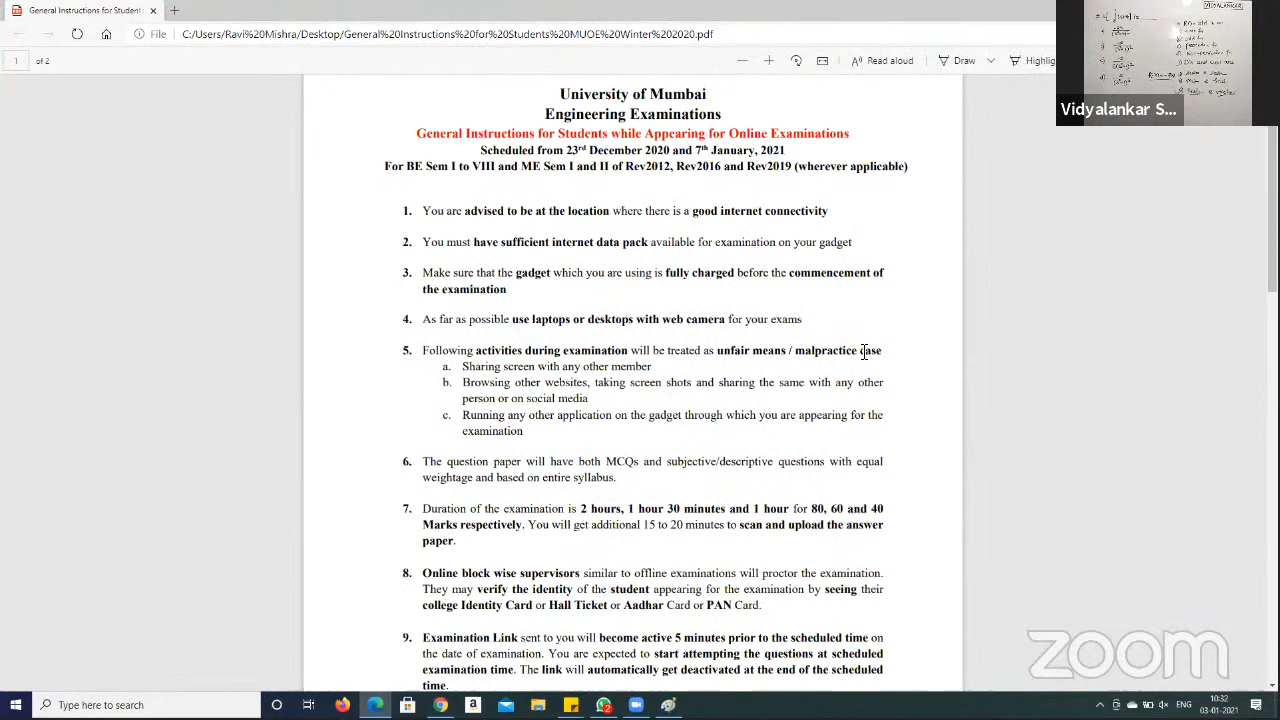 General Instructions for Student:
File
C:/Users/Ravi%20Mishra/Desktop/General%20Instructions%20for%20Students%20MUOE%20Winter%202020.pdf
1 of 2
Read aloud
Draw
Highlig
VIDYALANKAR
Vidyalankar S...
University of Mumbai
Engineering Examinations
General Instructions for Students while Appearing for Online Examinations
Scheduled from 23rd December 2020 and 7th January, 2021
For BE Sem I to VIII and ME Sem I and II of Rev2012, Rev2016 and Rev2019 (wherever applicable)
1. You are advised to be at the location where there is a good internet connectivity
2. You must have sufficient internet data pack available for examination on your gadget
3. Make sure that the gadget which you are using is fully charged before the commencement of
the examination
4. As far as possible use laptops or desktops with web camera for your exams
5. Following activities during examination will be treated as unfair means / malpractice case
a. Sharing screen with any other member
b. Browsing other websites, taking screen shots and sharing the same with any other
person or on social media
c. Running any other application on the gadget through which you are appearing for the
examination
6. The question paper will have both MCQs and subjective/descriptive questions with equal
weightage and based on entire syllabus.
7. Duration of the examination is 2 hours, 1 hour 30 minutes and 1 hour for 80, 60 and 40
Marks respectively. You will get additional 15 to 20 minutes to scan and upload the answer
paper.
8. Online block wise supervisors similar to offline examinations will proctor the examination.
They may verify the identity of the student appearing for the examination by seeing their
college Identity Card or Hall Ticket or Aadhar Card or PAN Card.
9. Examination Link sent to you will become active 5 minutes prior to the scheduled time on
the date of examination. You are expected to start attempting the questions at scheduled
examination time. The link will automatically get deactivated at the end of the scheduled
time.
zoom
Type here to search
2
ENG
10:32
03-01-2021